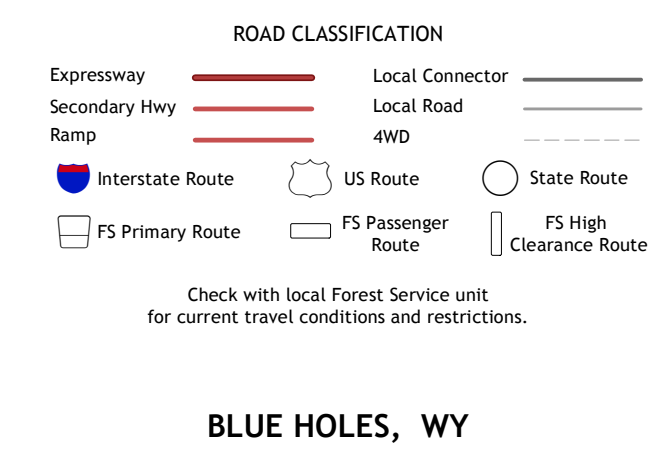 ROAD CLASSIFICATION
Expressway
Local Connector
Secondary Hwy
Local Road
Ramp
4WD
Interstate Route
US Route
State Route
FS Primary Route
FS Passenger
Route
FS High
Clearance Route
Check with local Forest Service unit
for current travel conditions and restrictions.
BLUE HOLES, WY